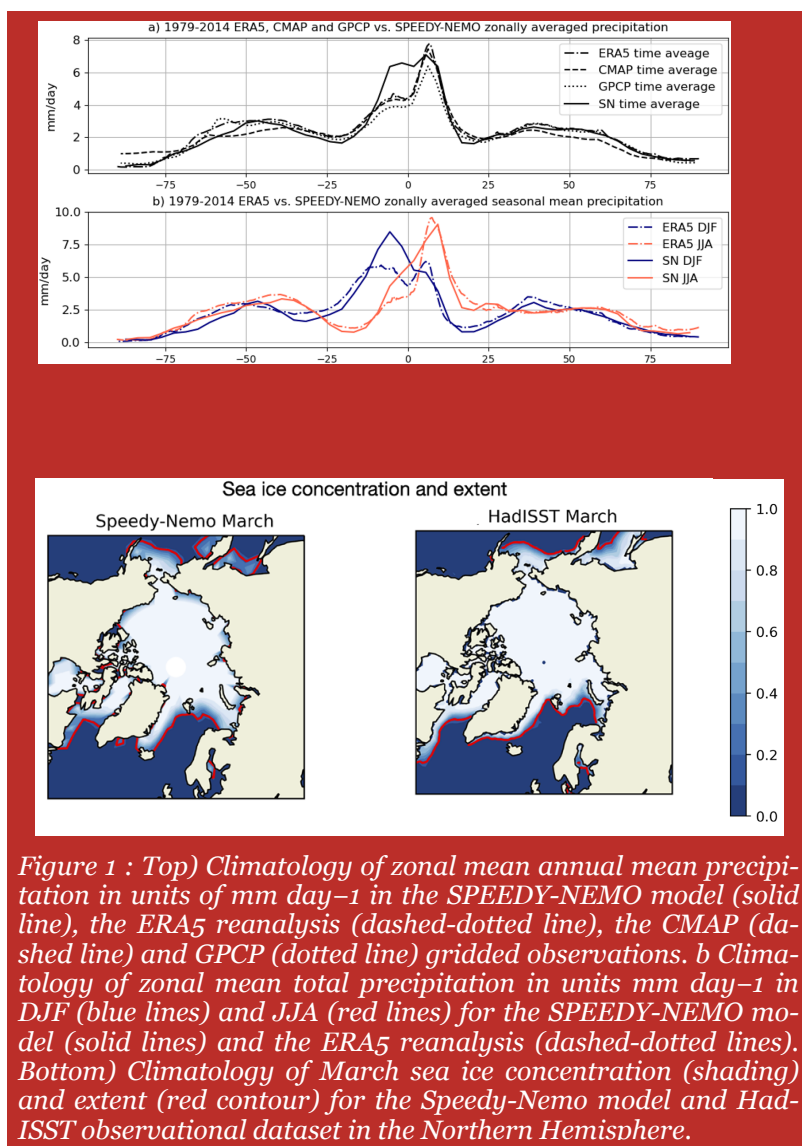 a) 1979-2014 ERA5, CMAP and GPCP vs. SPEEDY-NEMO zonally averaged precipitation
8
6
4
2
0
mm/day
ERA5 time aveage
CMAP time average
GPCP time average
SN time average
−75 −50 −25 0 25 50 75
b) 1979-2014 ERA5 vs. SPEEDY-NEMO zonally averaged seasonal mean precipitation
10.0
7.5
5.0
2.5
0.0
mm/day
ERA5 DJF
ERA5 JJA
SN DJF
SN JJA
−75 −50 −25 0 25 50 75
Sea ice concentration and extent
Speedy-Nemo March
HadISST March
1.0
0.8
0.6
0.4
0.2
0.0
Figure 1 : Top) Climatology of zonal mean annual mean precipi-
tation in units of mm day−1 in the SPEEDY-NEMO model (solid
line), the ERA5 reanalysis (dashed-dotted line), the CMAP (da-
shed line) and GPCP (dotted line) gridded observations. b Clima-
tology of zonal mean total precipitation in units mm day−1 in
DJF (blue lines) and JJA (red lines) for the SPEEDY-NEMO mo-
del (solid lines) and the ERA5 reanalysis (dashed-dotted lines).
Bottom) Climatology of March sea ice concentration (shading)
and extent (red contour) for the Speedy-Nemo model and Had-
ISST observational dataset in the Northern Hemisphere.